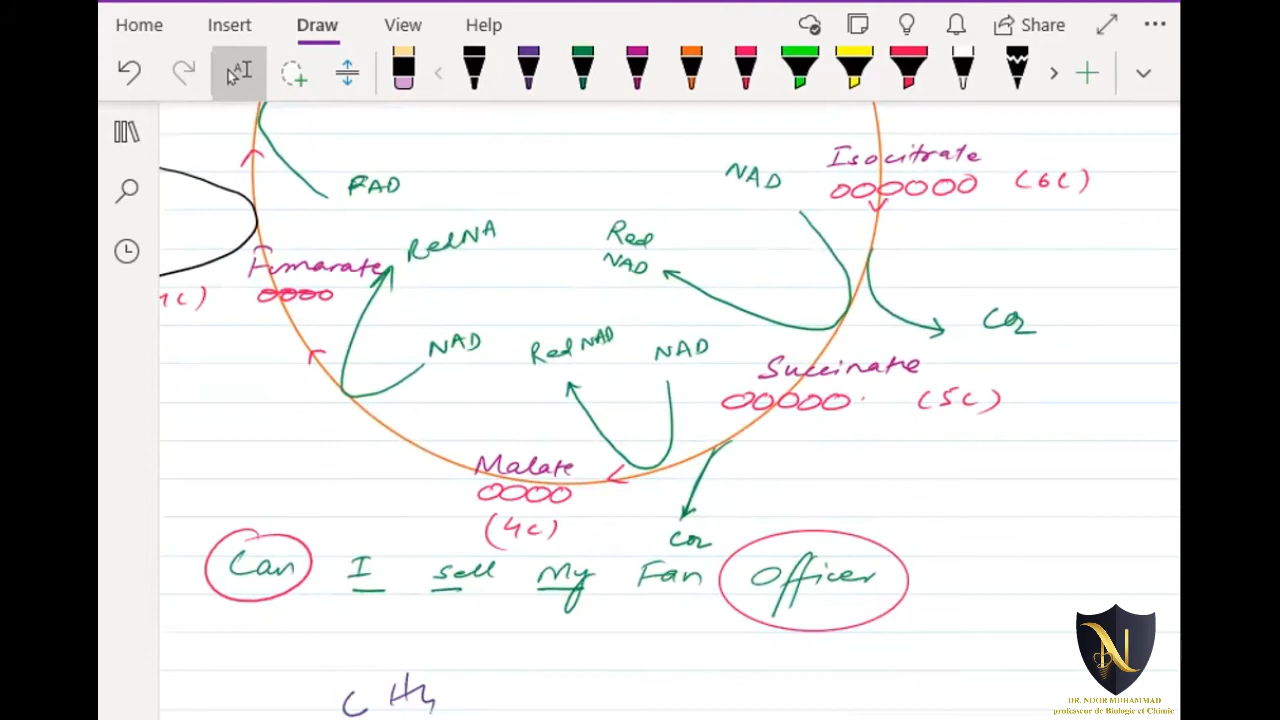 Home Insert Draw View Help Share
Isocitrate
(6C)
NAD
FAD
Red NA
Red
NAD
Fumarate
CO2
NAD
Red NAD
NAD
Succinate
(5C)
Malate
(4C)
CO2
Can I sell My Fan Officer
CH4
N
DR. NOOR MUHAMMAD
professeur de Biologie et Chimie